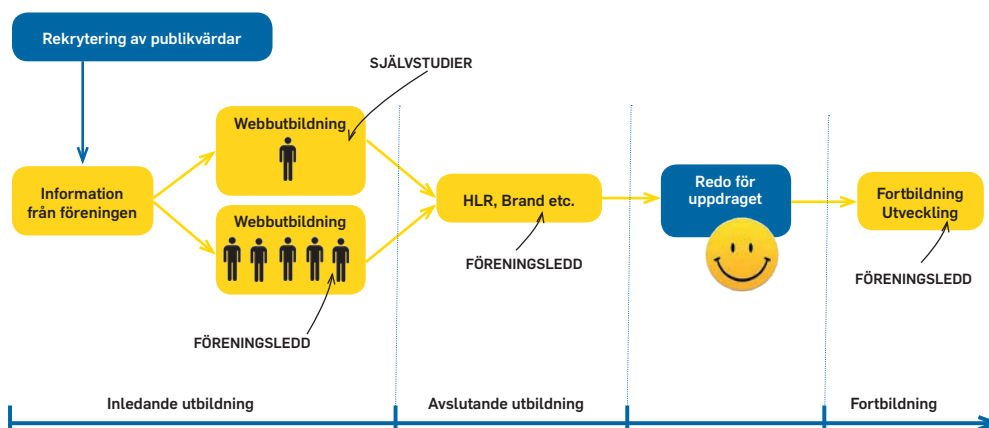 Rekrytering av publikvärdar
SJÄLVSTUDIER
Webbutbildning
Information
från föreningen
Webbutbildning
FÖRENINGSLEDD
HLR, Brand etc.
FÖRENINGSLEDD
Redo för
uppdraget
Fortbildning
Utveckling
FÖRENINGSLEDD
Inledande utbildning
Avslutande utbildning
Fortbildning